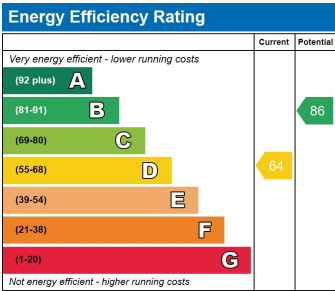 Energy Efficiency Rating
Current Potential
Very energy efficient - lower running costs
(92 plus) A
(81-91) B
86
(69-80) C
(55-68) D
64
(39-54) E
(21-38) F
(1-20) G
Not energy efficient - higher running costs